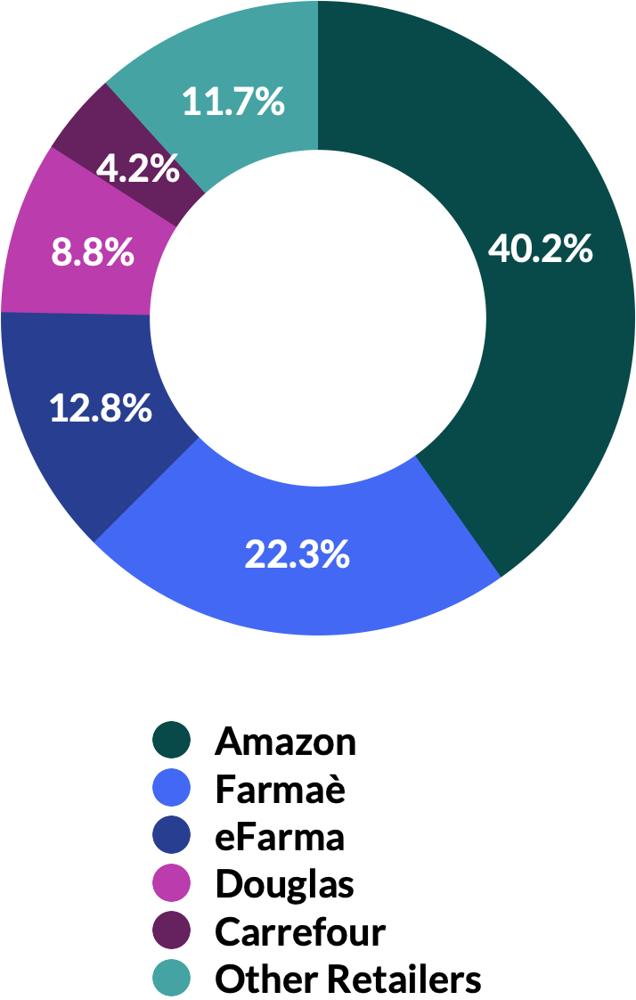 11.7%
4.2%
40.2%
8.8%
12.8%
22.3%
Amazon
Farmaè
eFarma
Douglas
Carrefour
Other Retailers